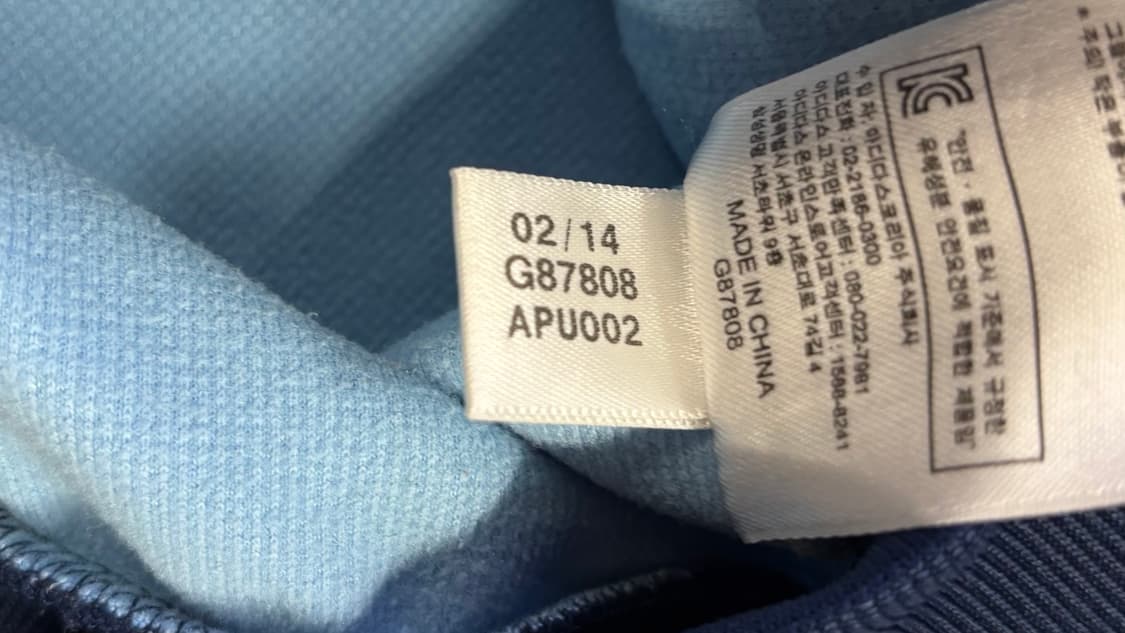 02/14
G87808
APU002
KC
"안전·품질 표시 기준에서 규정한
유해성분 안전요건에 적합한 제품임"
수 입 자: 아디다스코리아 주식회사
대표전화 : 02-2186-0300
아디다스 고객만족센터 : 080-022-7981
아디다스 온라인스토어고객센터 : 1588-8241
서울특별시 서초구 서초대로 74길 4
삼성생명 서초타워 9층
MADE IN CHINA
G87808